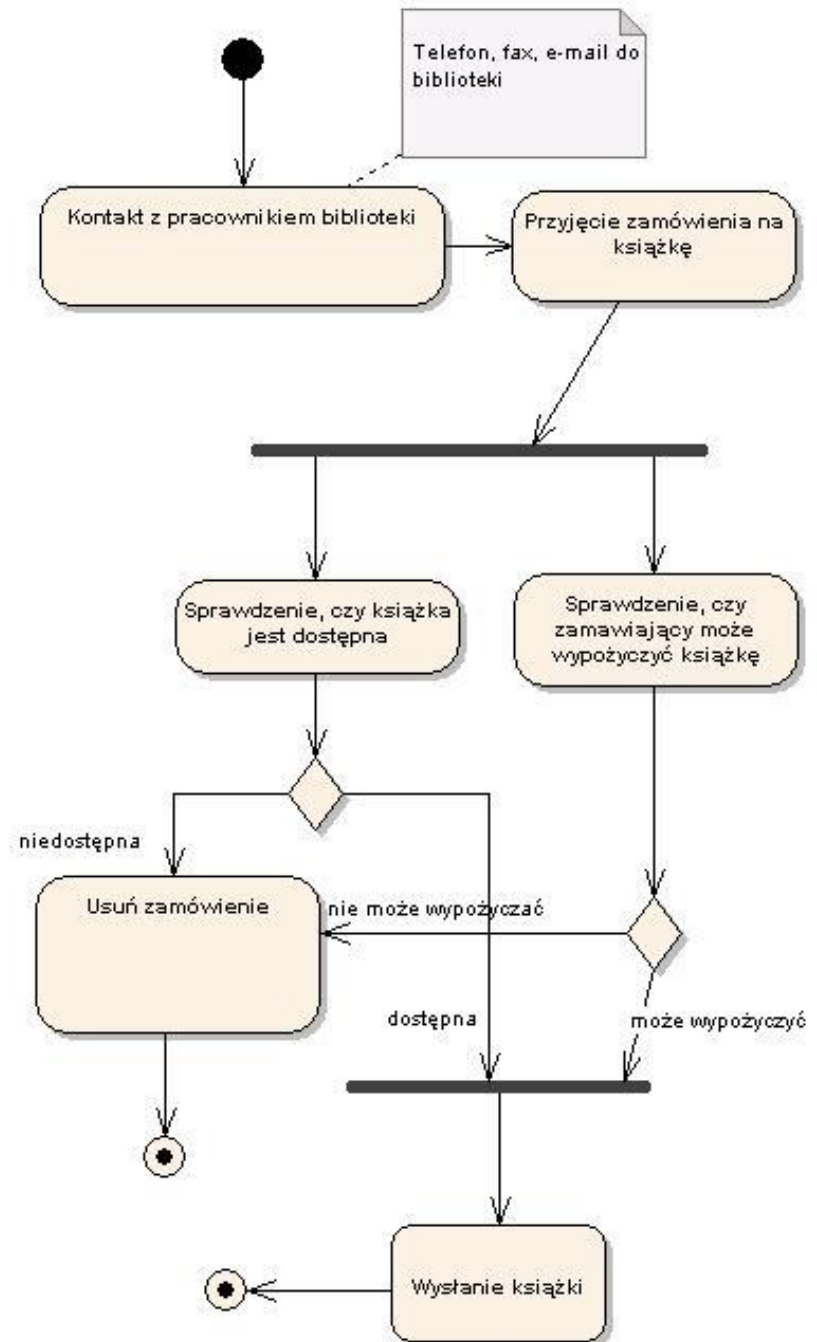 Telefon, fax, e-mail do
biblioteki
Kontakt z pracownikiem biblioteki
Przyjęcie zamówienia na
książkę
Sprawdzenie, czy książka
jest dostępna
Sprawdzenie, czy
zamawiający może
wypożyczyć książkę
niedostępna
Usuń zamówienie
nie może wypożyczać
dostępna
może wypożyczyć
Wysłanie książki